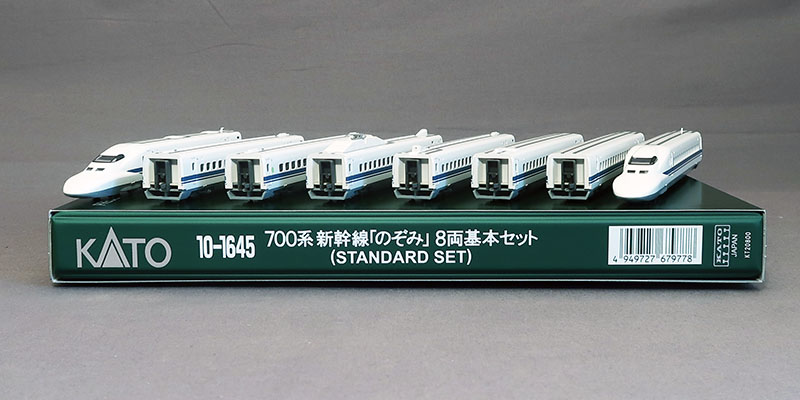 KATO
10-1645 700系 新幹線「のぞみ」 8両基本セット
(STANDARD SET)
4 949727 679778
KATO
JAPAN
KT20800